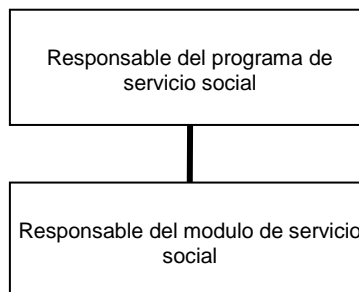 Responsable del programa de
servicio social
Responsable del modulo de servicio
social